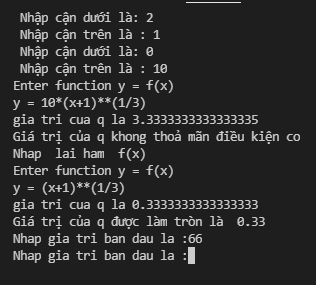 Nhập cận dưới là: 2
Nhập cận trên là : 1
Nhập cận dưới là: 0
Nhập cận trên là : 10
Enter function y = f(x)
y = 10*(x+1)**(1/3)
gia tri cua q la 3.3333333333333335
Giá trị của q khong thoả mãn điều kiện co
Nhap  lai ham  f(x)
Enter function y = f(x)
y = (x+1)**(1/3)
gia tri cua q la 0.3333333333333333
Giá trị của q được làm tròn là  0.33
Nhap gia tri ban dau la :66
Nhap gia tri ban dau la :